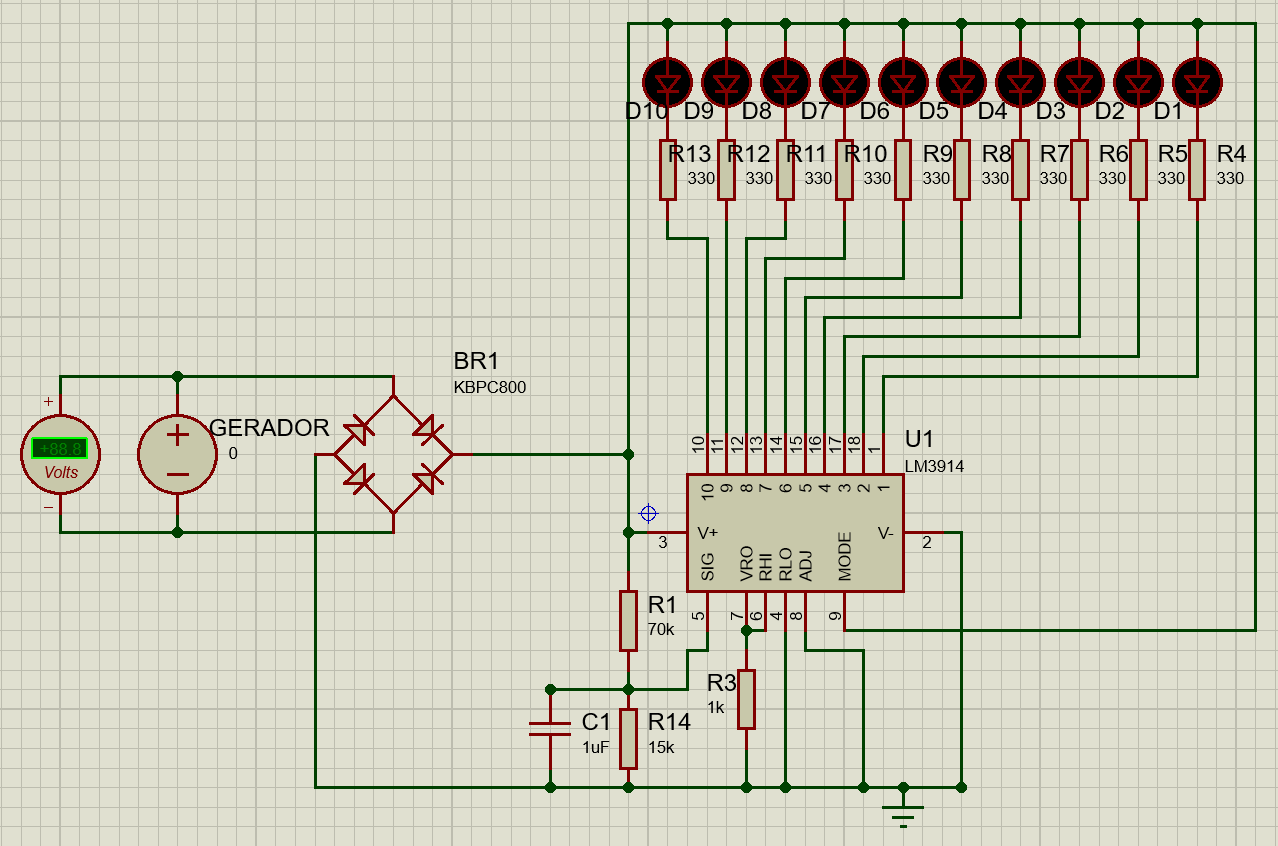 D10 D9 D8 D7 D6 D5 D4 D3 D2 D1
R13 R12 R11 R10 R9 R8 R7 R6 R5 R4
330 330 330 330 330 330 330 330 330 330
BR1
KBPC800
+
+88.8
Volts
−
GERADOR
0
10 11 12 13 14 15 16 17 18 1
U1
LM3914
10 9 8 7 6 5 4 3 2 1
3
V+
V-
2
SIG VRO RHI RLO ADJ MODE
5 7 6 4 8 9
R1
70k
R3
1k
C1
1uF
R14
15k